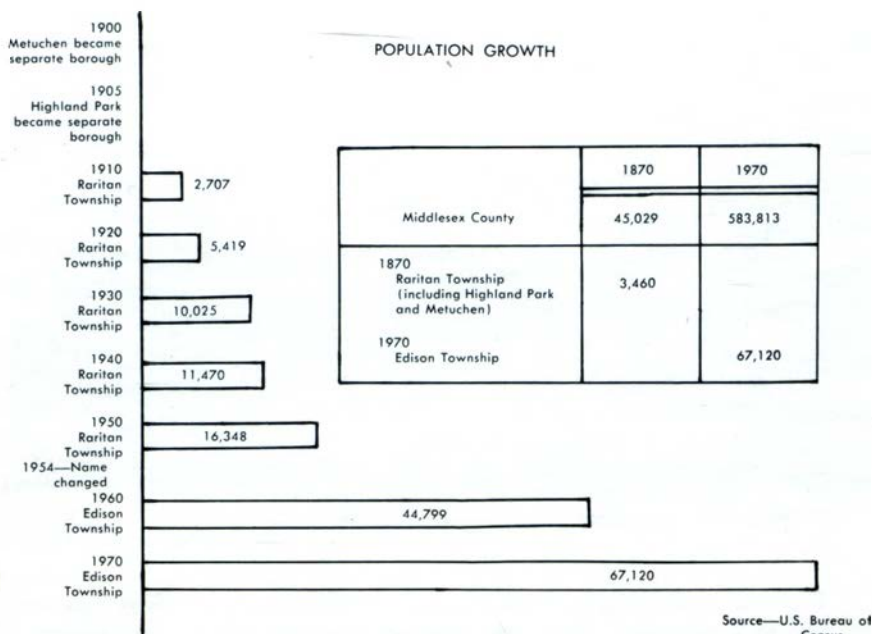 POPULATION GROWTH
1900
Metuchen became
separate borough
1905
Highland Park
became separate
borough
1910
Raritan
Township
2,707
1920
Raritan
Township
5,419
1930
Raritan
Township
10,025
1940
Raritan
Township
11,470
1950
Raritan
Township
16,348
1954—Name
changed
1960
Edison
Township
44,799
1970
Edison
Township
67,120
1870 1970
Middlesex County 45,029 583,813
1870
Raritan Township 3,460
(including Highland Park
and Metuchen)
1970
Edison Township 67,120
Source—U.S. Bureau of
Census